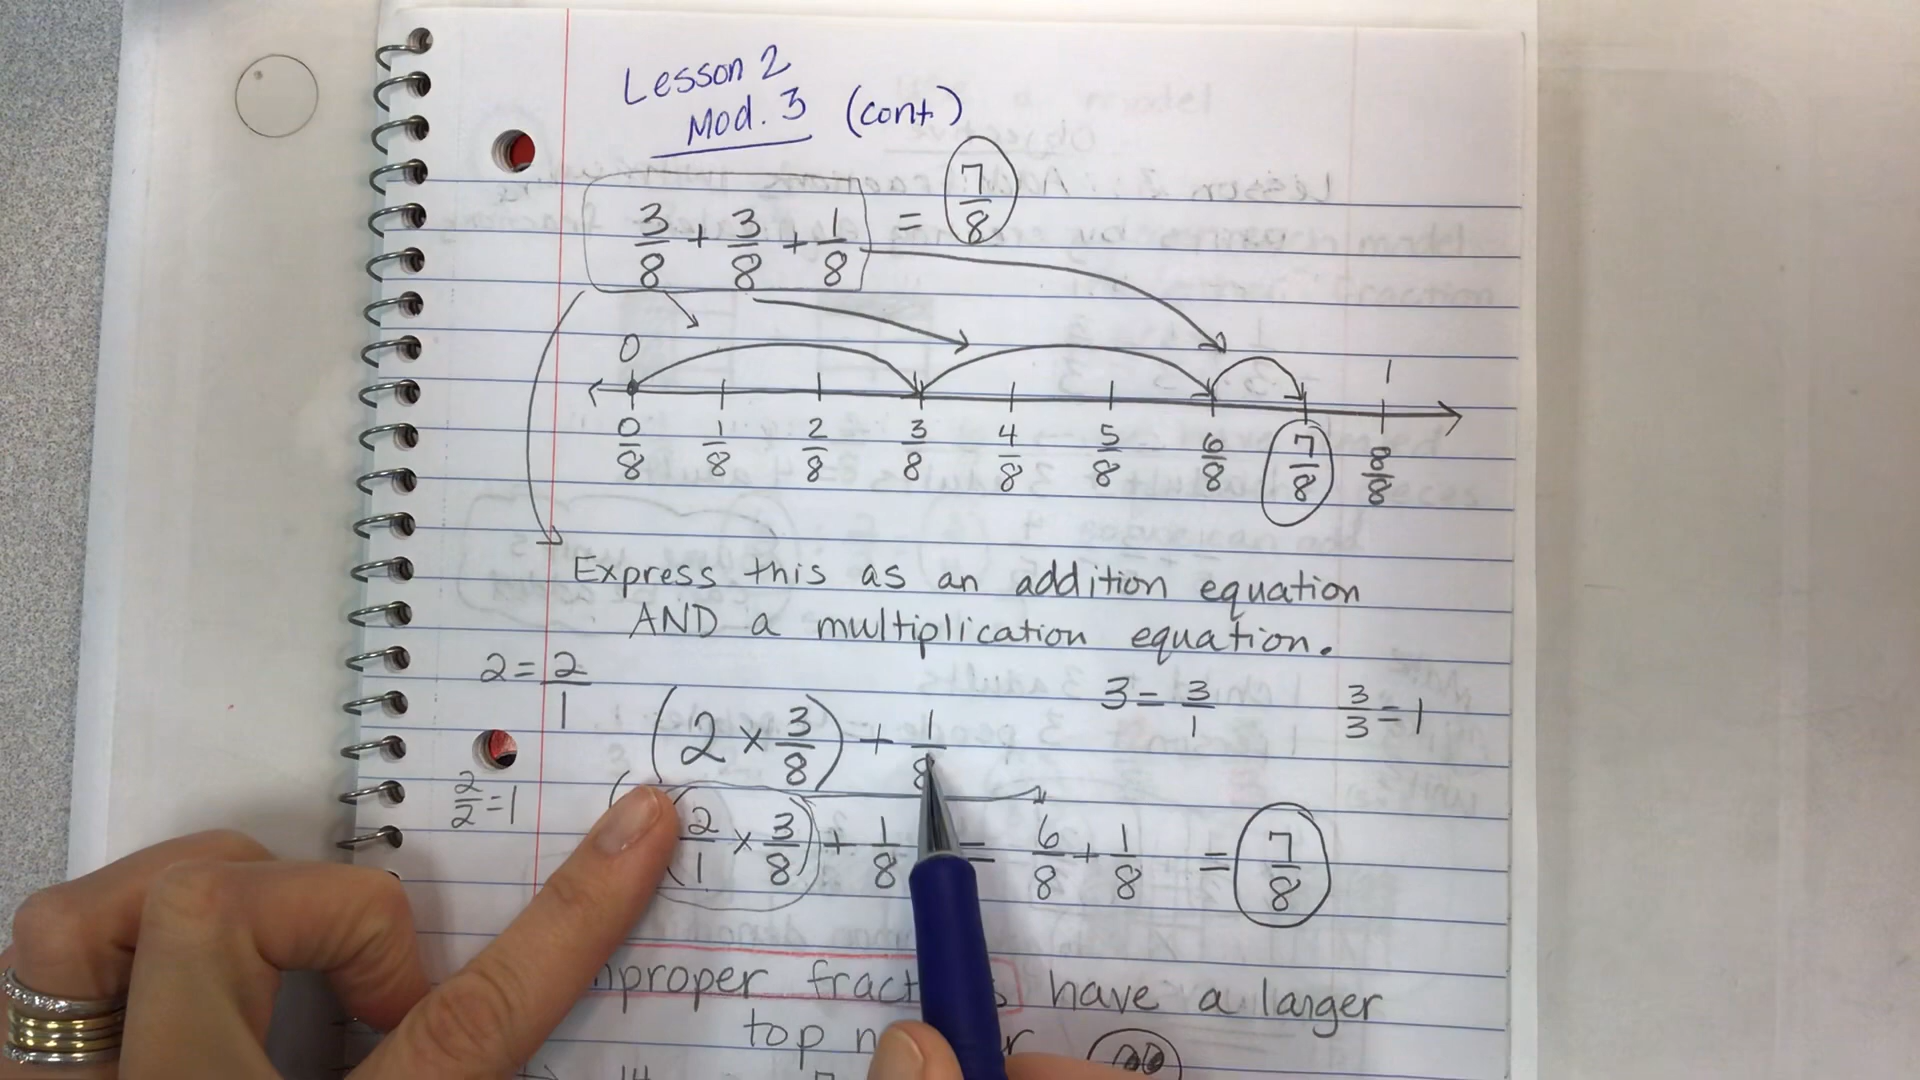 Lesson 2
Mod. 3 (cont.)
3/8 + 3/8 + 1/8 = 7/8
0 1
0/8 1/8 2/8 3/8 4/8 5/8 6/8 7/8 8/8
Express this as an addition equation
AND a multiplication equation.
2 = 2/1 3 = 3/1 3/3 = 1
(2 × 3/8) + 1/8
2/2 = 1
(2/1 × 3/8) + 1/8 = 6/8 + 1/8 = 7/8
have a larger
top